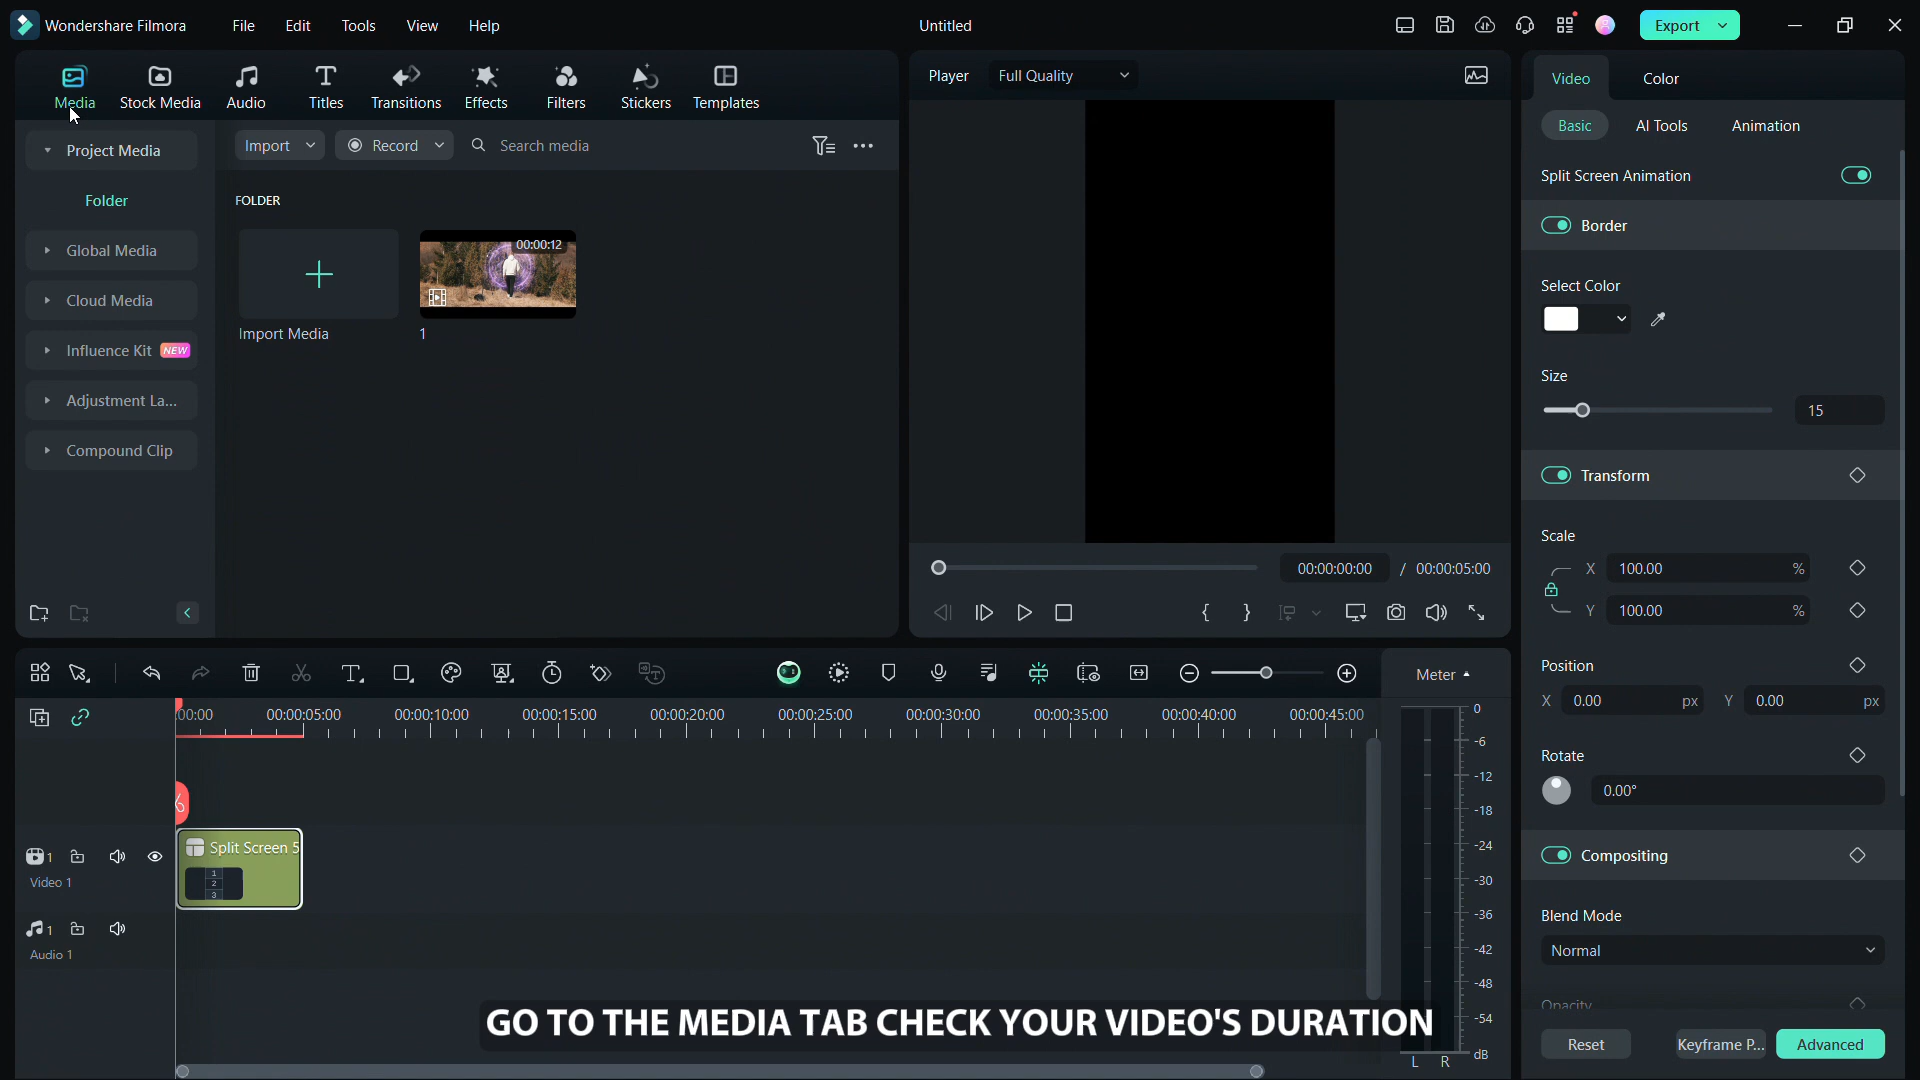 Wondershare Filmora
File
Edit
Tools
View
Help
Untitled
Export
Media
Stock Media
Audio
Titles
Transitions
Effects
Filters
Stickers
Templates
Player
Full Quality
Video
Color
Basic
AI Tools
Animation
Project Media
Folder
Global Media
Cloud Media
Influence Kit NEW
Adjustment La...
Compound Clip
Import
Record
Search media
FOLDER
Import Media
00:00:12
1
00:00:00:00 / 00:00:05:00
Split Screen Animation
Border
Select Color
Size
15
Transform
Scale
X 100.00 %
Y 100.00 %
Position
X 0.00 px Y 0.00 px
Rotate
0.00°
Compositing
Blend Mode
Normal
Opacity
Reset
Keyframe P...
Advanced
Meter
:00:00 00:00:05:00 00:00:10:00 00:00:15:00 00:00:20:00 00:00:25:00 00:00:30:00 00:00:35:00 00:00:40:00 00:00:45:00
0
-6
-12
-18
-24
-30
-36
-42
-48
-54
dB
L R
1
Video 1
Split Screen 5
1
2
3
1
Audio 1
GO TO THE MEDIA TAB CHECK YOUR VIDEO'S DURATION